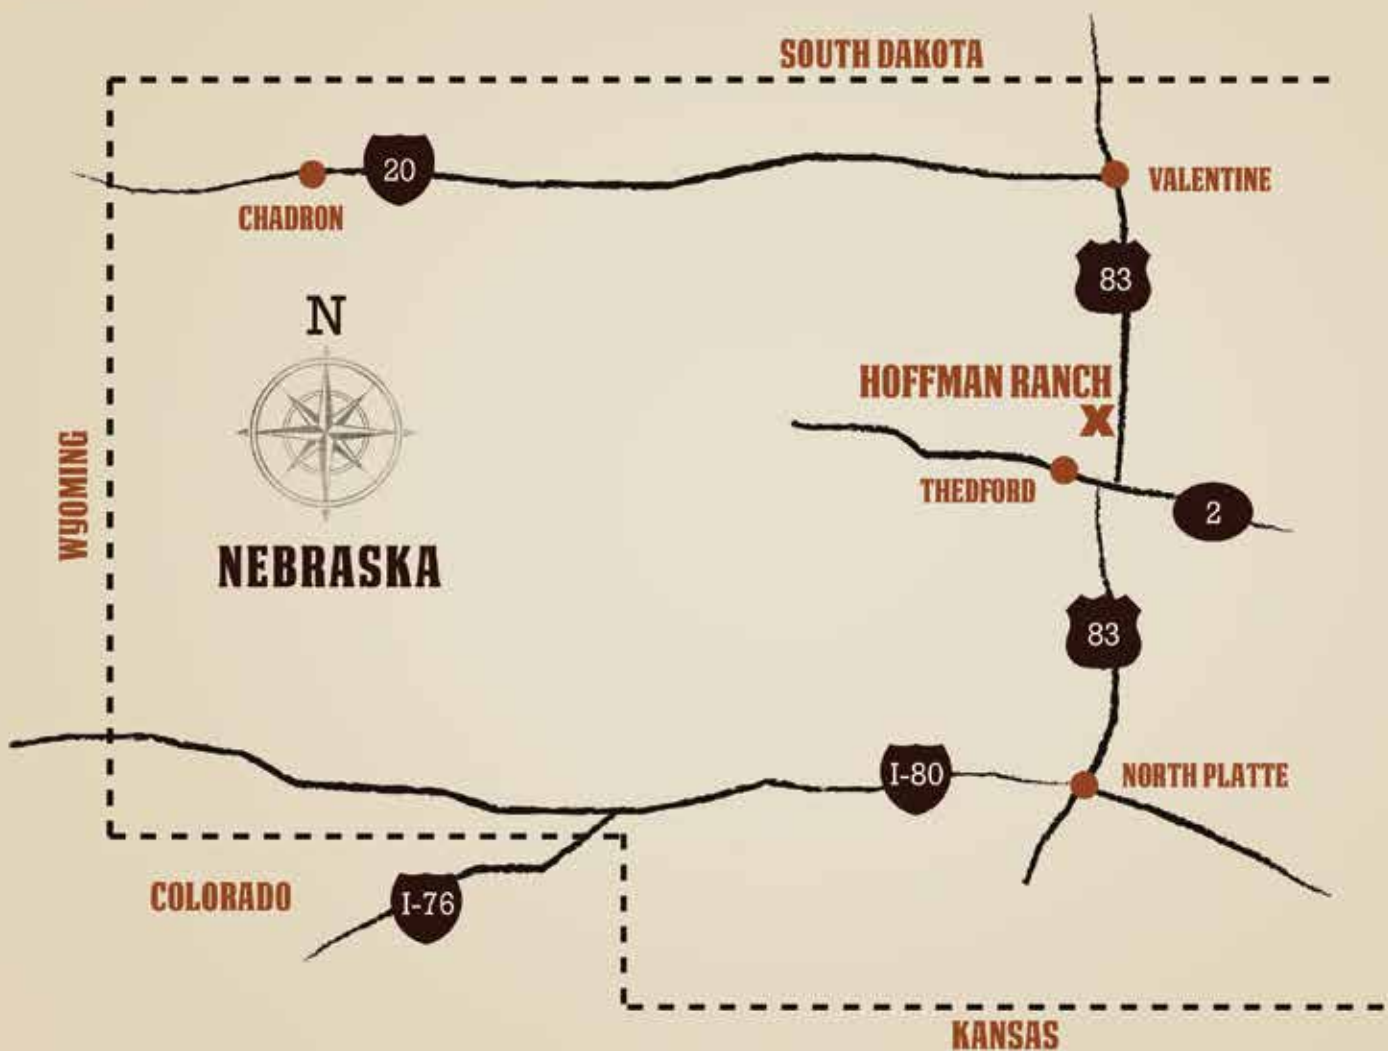 SOUTH DAKOTA
20
CHADRON
VALENTINE
83
N
HOFFMAN RANCH
X
THEDFORD
2
WYOMING
NEBRASKA
83
I-80
NORTH PLATTE
COLORADO
I-76
KANSAS